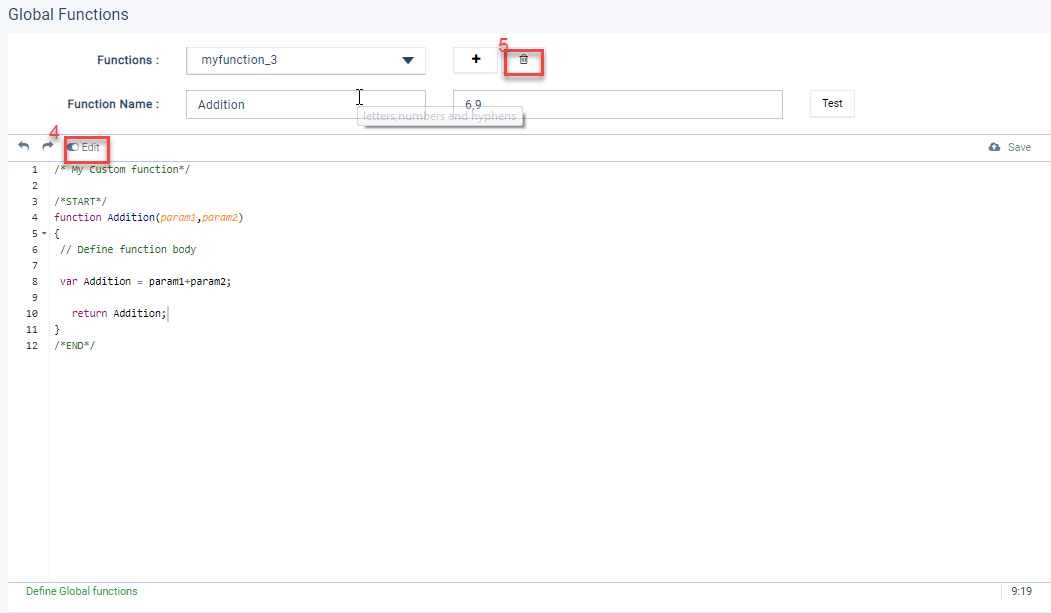 Global Functions
Functions : myfunction_3 + 5
Function Name : Addition 6,9 Test
letters,numbers and hyphens
4
Edit Save
1 /* My Custom function*/
2
3 /*START*/
4 function Addition(param1,param2)
5 {
6 // Define function body
7
8 var Addition = param1+param2;
9
10 return Addition;
11 }
12 /*END*/
Define Global functions 9:19